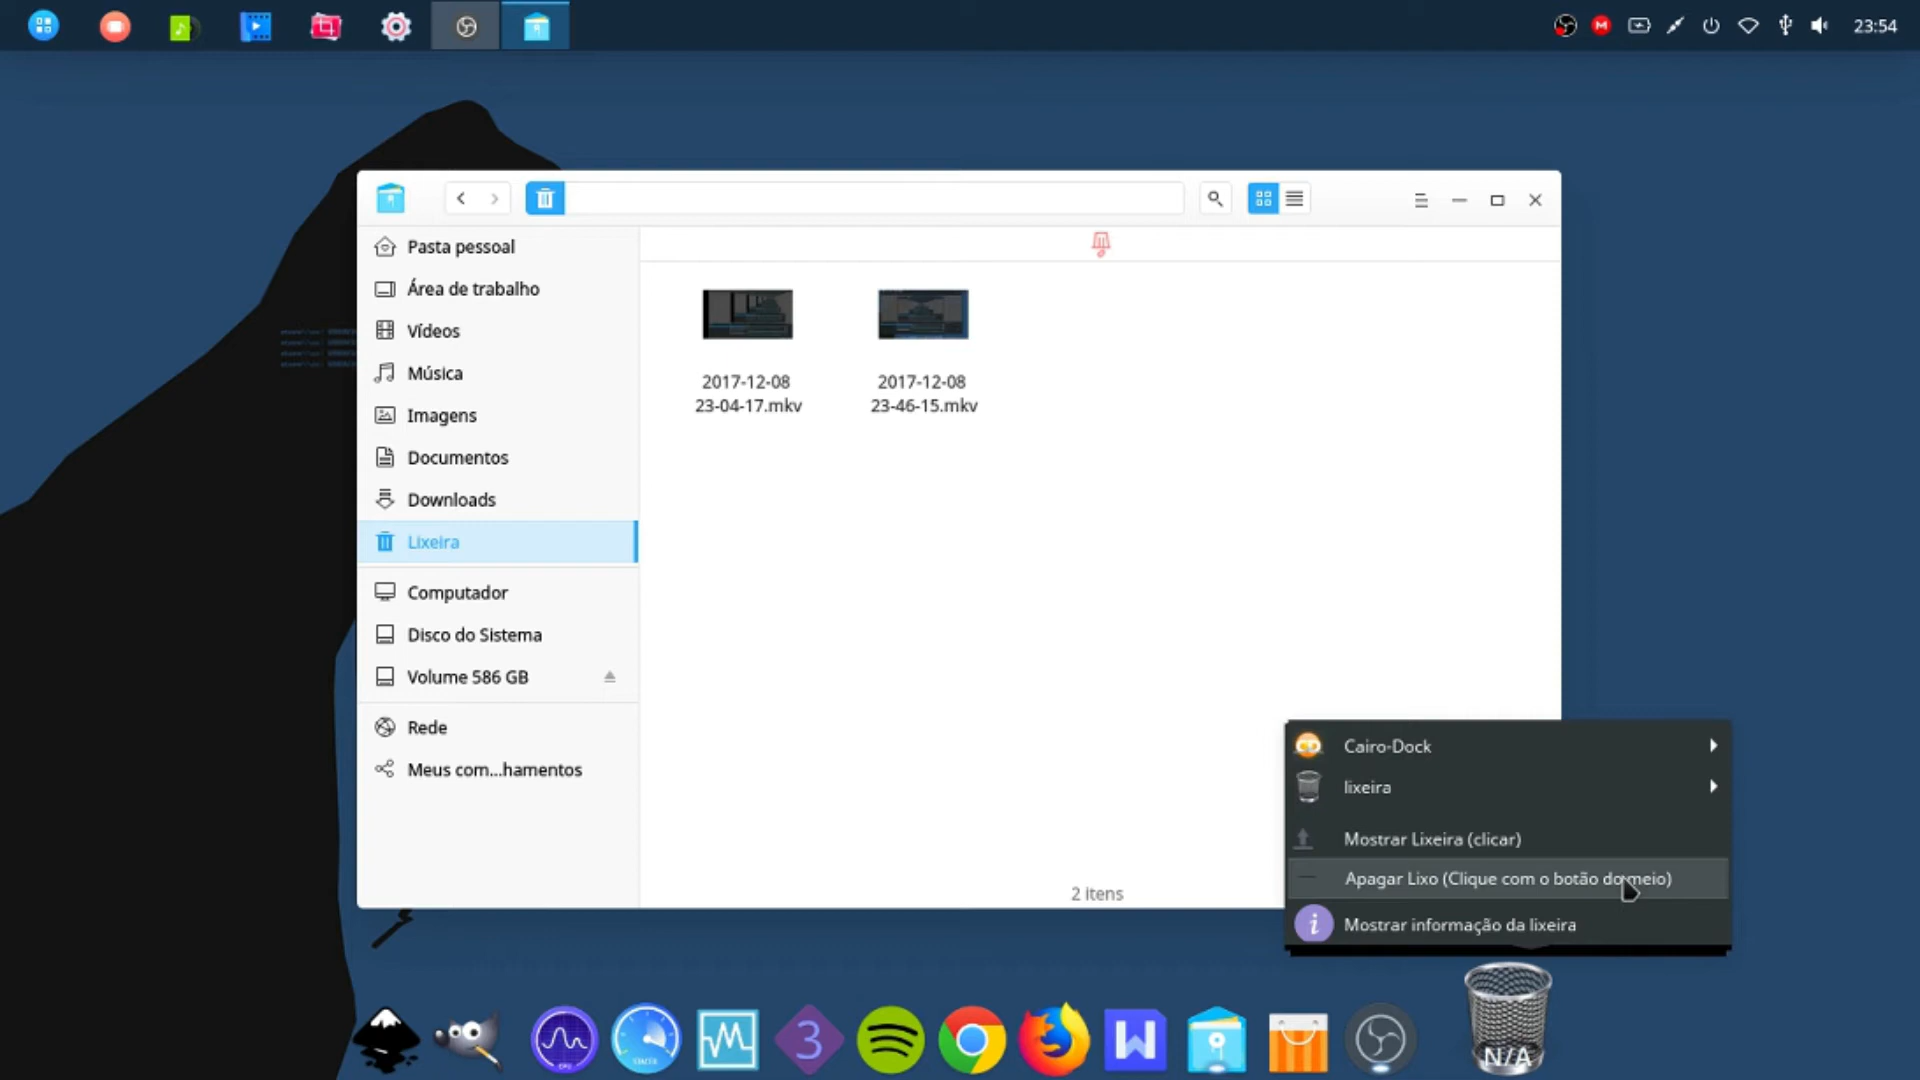 23:54
Pasta pessoal
Área de trabalho
Vídeos
Música
Imagens
Documentos
Downloads
Lixeira
Computador
Disco do Sistema
Volume 586 GB
Rede
Meus com...hamentos
2017-12-08
23-04-17.mkv
2017-12-08
23-46-15.mkv
2 itens
Cairo-Dock
lixeira
Mostrar Lixeira (clicar)
Apagar Lixo (Clique com o botão do meio)
Mostrar informação da lixeira
3
W
N/A